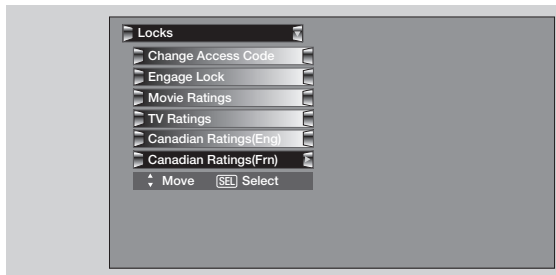 Locks
Change Access Code
Engage Lock
Movie Ratings
TV Ratings
Canadian Ratings(Eng)
Canadian Ratings(Frn)
Move SEL Select